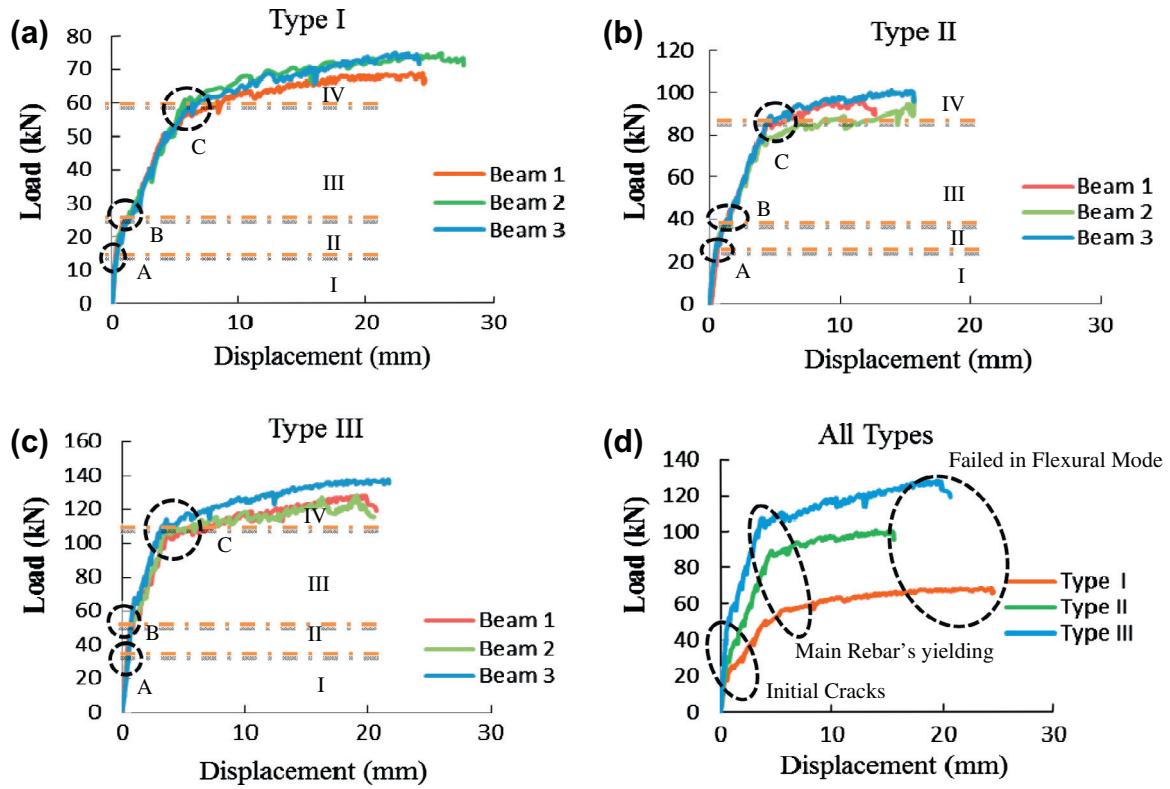 (a)
Type I
Load (kN)
80
70
60
50
40
30
20
10
0
IV
C
III
B
II
A
I
Beam 1
Beam 2
Beam 3
0 10 20 30
Displacement (mm)
(b)
Type II
Load (kN)
120
100
80
60
40
20
0
IV
C
III
B
II
A
I
Beam 1
Beam 2
Beam 3
0 10 20 30
Displacement (mm)
(c)
Type III
Load (kN)
160
140
120
100
80
60
40
20
0
IV
C
III
B
II
A
I
Beam 1
Beam 2
Beam 3
0 10 20 30
Displacement (mm)
(d)
All Types
Load (kN)
140
120
100
80
60
40
20
0
Failed in Flexural Mode
Type I
Type II
Type III
Main Rebar's yielding
Initial Cracks
0 10 20 30
Displacement (mm)